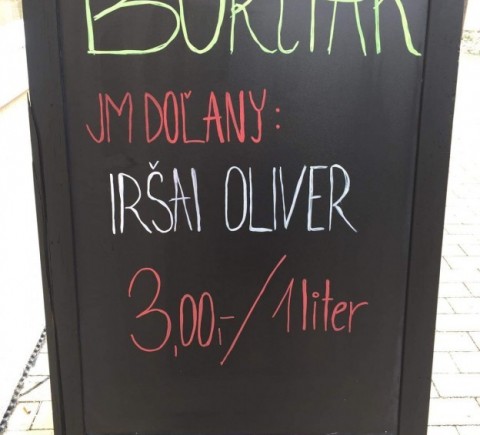 BURČIAK
JM DOĽANY:
IRŠAI OLIVER
3,00,-/1liter